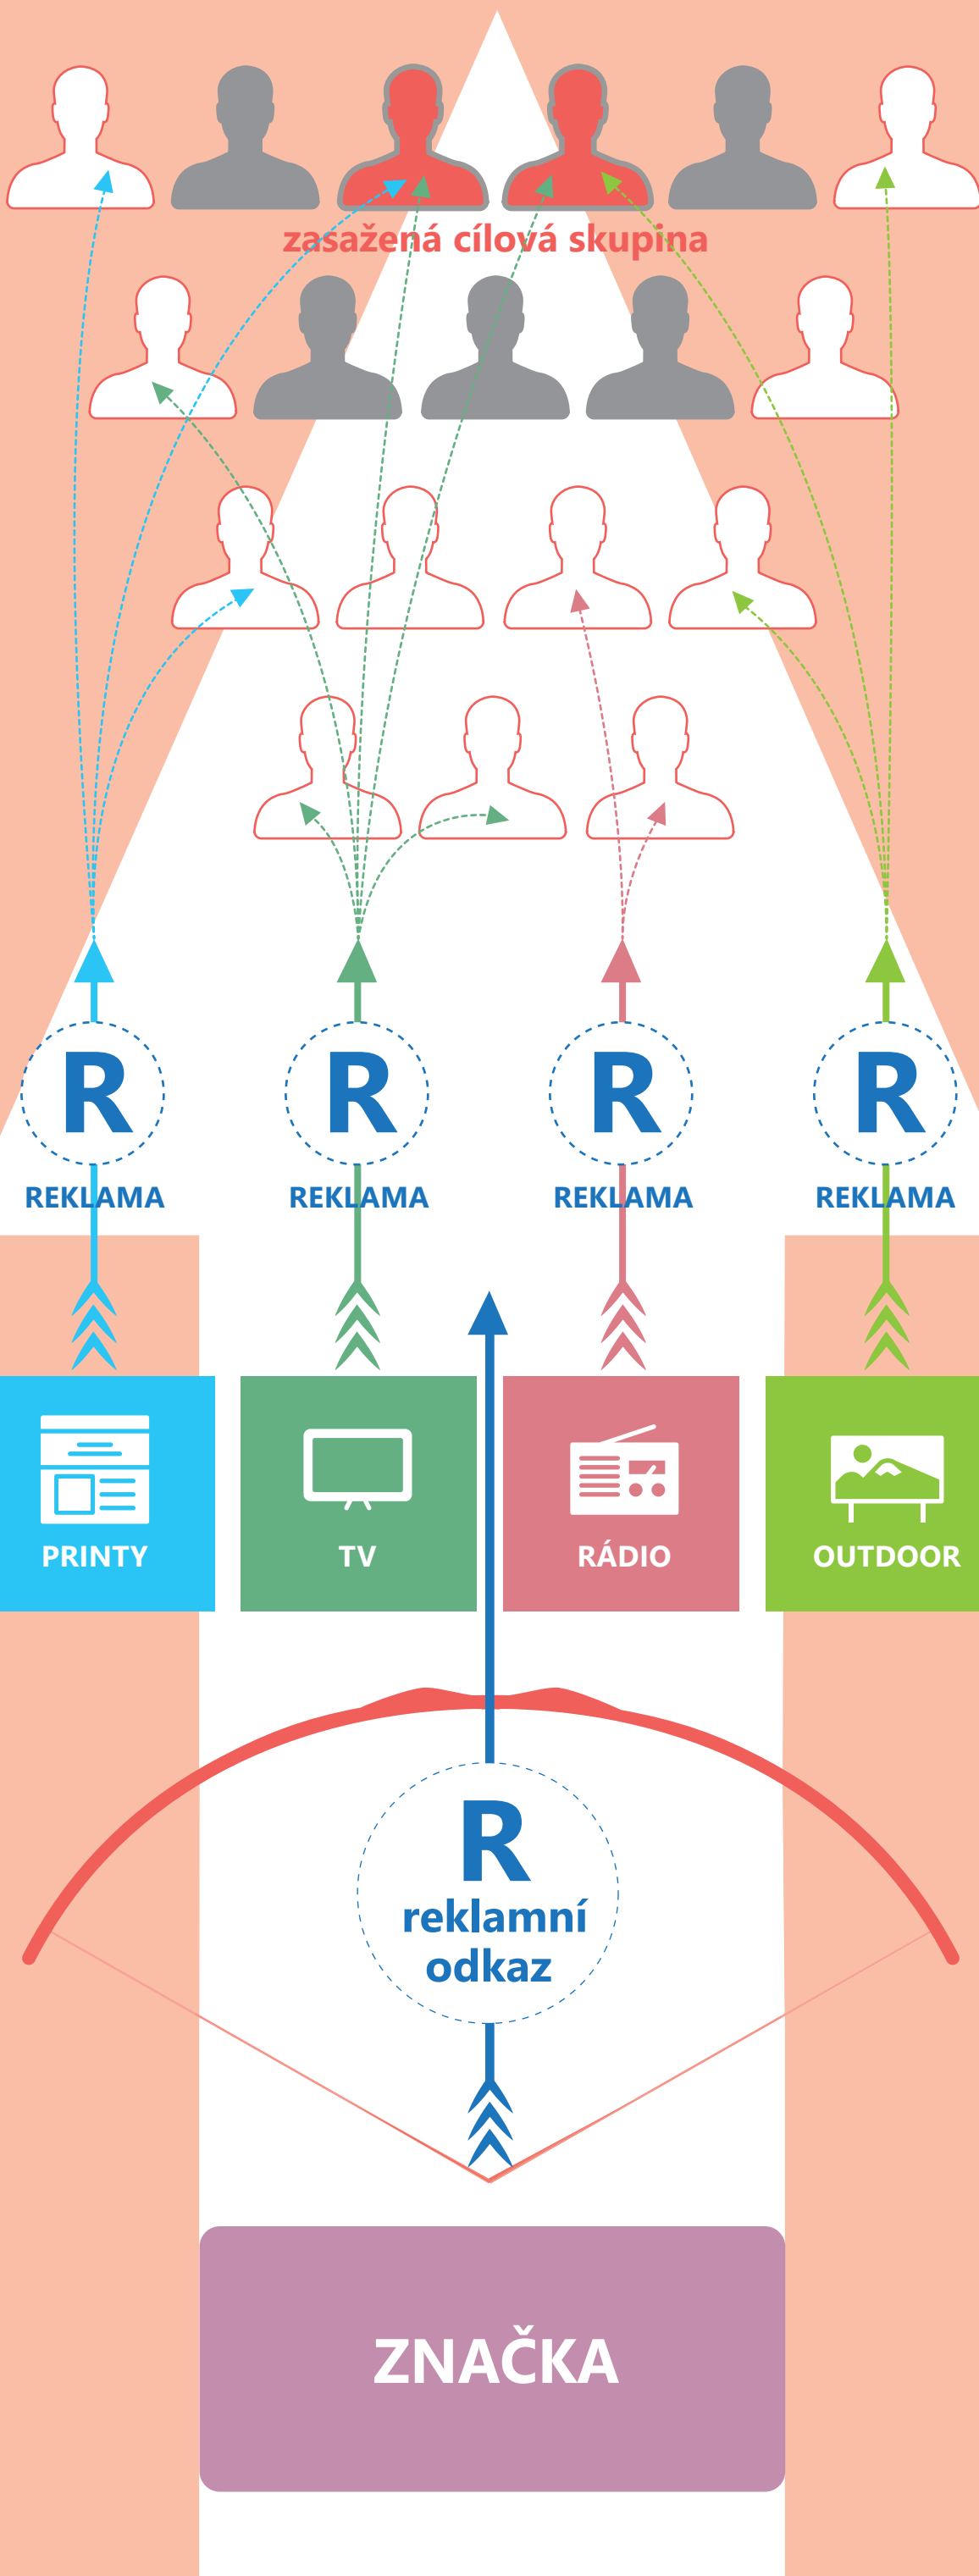 zasažená cílová skupina
R R R R
REKLAMA REKLAMA REKLAMA REKLAMA
PRINTY TV RÁDIO OUTDOOR
R
reklamní
odkaz
ZNAČKA